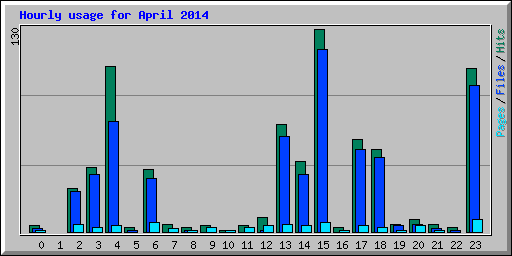 Hourly usage for April 2014
130
Pages / Files / Hits
0 1 2 3 4 5 6 7 8 9 10 11 12 13 14 15 16 17 18 19 20 21 22 23